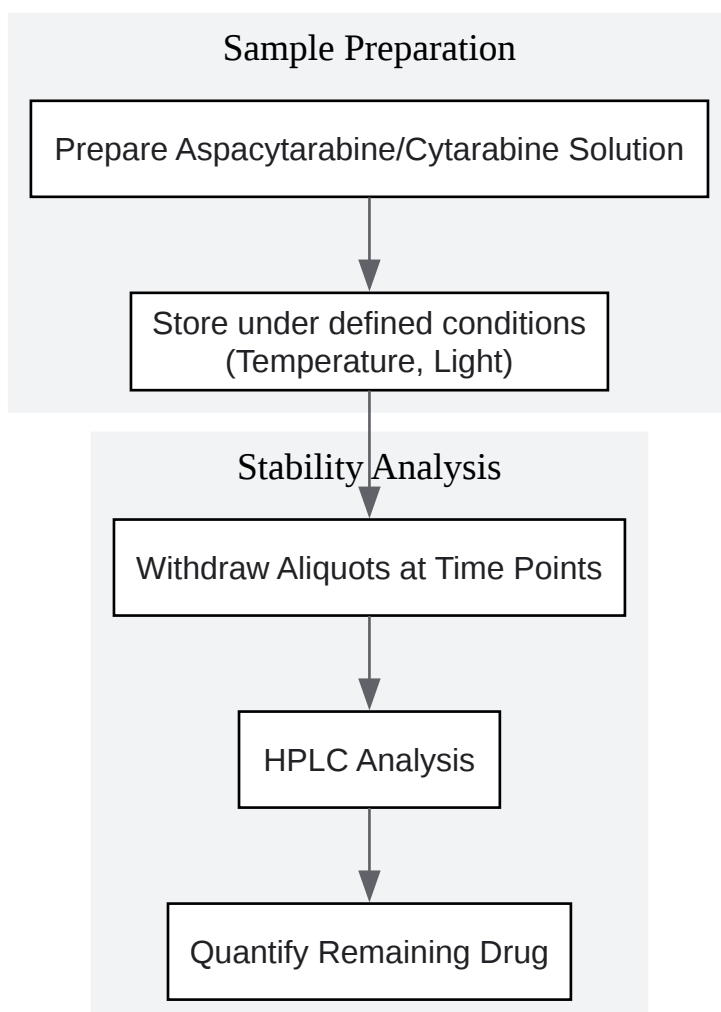 Sample Preparation
Prepare Aspacytarabine/Cytarabine Solution
Store under defined conditions
(Temperature, Light)
Stability Analysis
Withdraw Aliquots at Time Points
HPLC Analysis
Quantify Remaining Drug